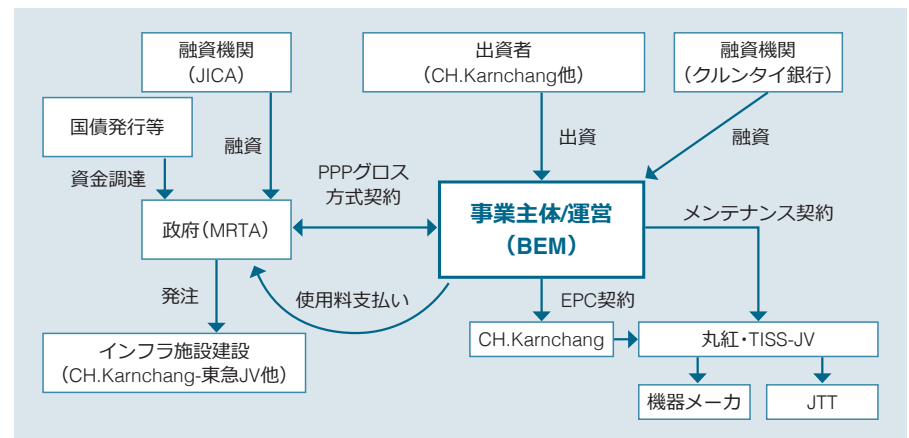 融資機関
（JICA）
出資者
（CH.Karnchang他）
融資機関
（クルンタイ銀行）
国債発行等
融資
出資
融資
資金調達
PPPグロス
方式契約
政府（MRTA）
事業主体/運営
（BEM）
メンテナンス契約
発注
使用料支払い
EPC契約
インフラ施設建設
（CH.Karnchang-東急JV他）
CH.Karnchang
丸紅・TISS-JV
機器メーカ
JTT